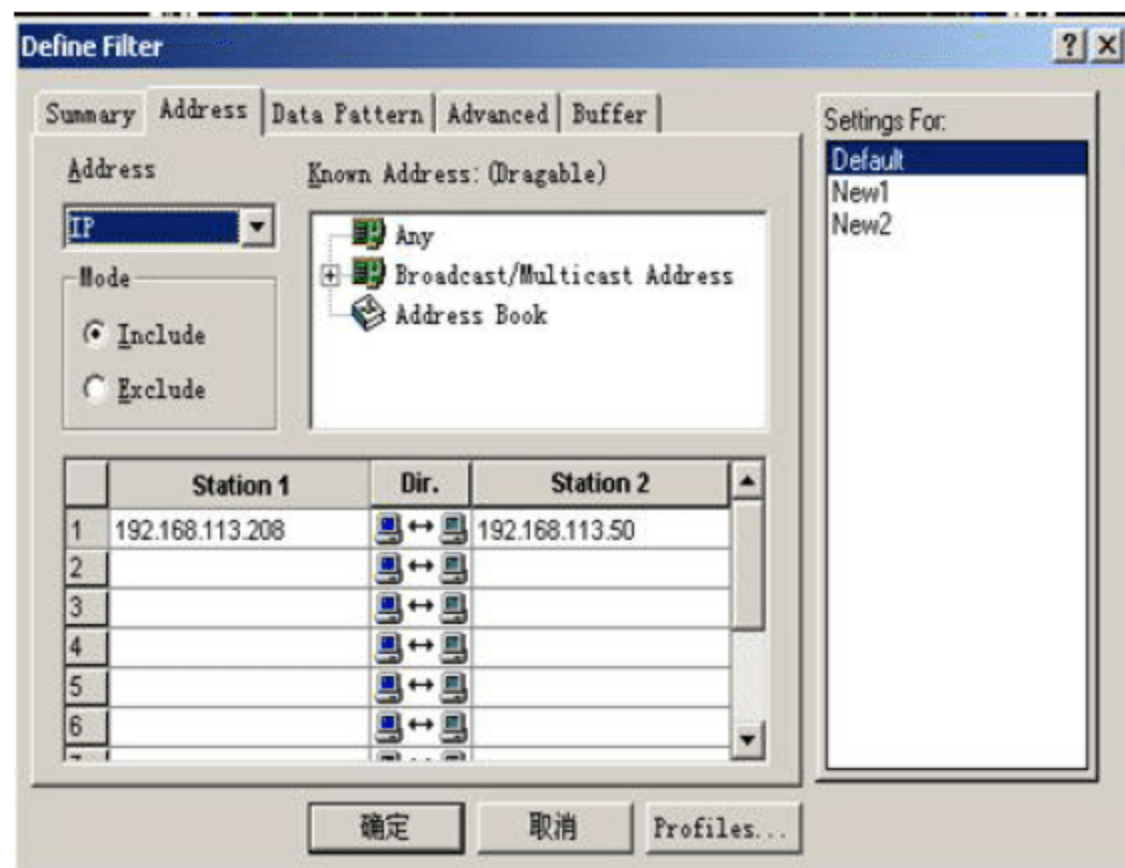 Define Filter
Summary Address Data Pattern Advanced Buffer
Address
Known Address: (Dragable)
IP
Any
Broadcast/Multicast Address
Address Book
Mode
Include
Exclude
Station 1 Dir. Station 2
1 192.168.113.208 192.168.113.50
2
3
4
5
6
Settings For:
Default
New1
New2
确定 取消 Profiles...